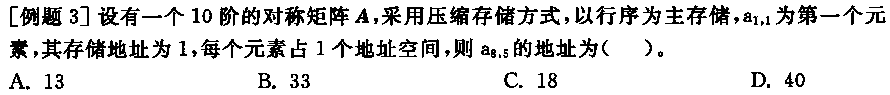 [例题 3] 设有一个 10 阶的对称矩阵 A,采用压缩存储方式,以行序为主存储,a₁,₁为第一个元
素,其存储地址为 1,每个元素占 1 个地址空间,则 a₈,₅的地址为(  )。
A. 13 B. 33 C. 18 D. 40